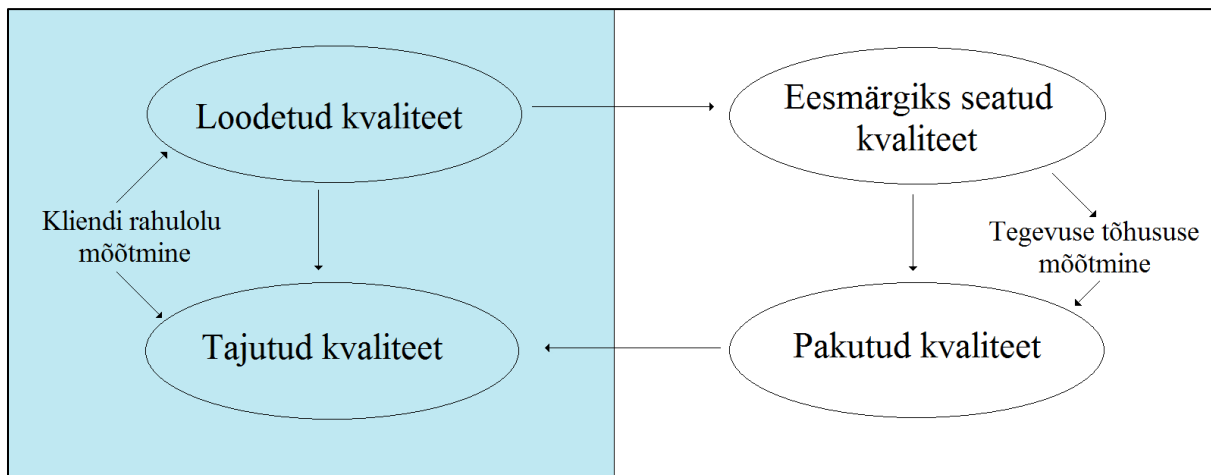 Loodetud kvaliteet
Eesmärgiks seatud
kvaliteet
Kliendi rahulolu
mõõtmine
Tegevuse tõhususe
mõõtmine
Tajutud kvaliteet
Pakutud kvaliteet